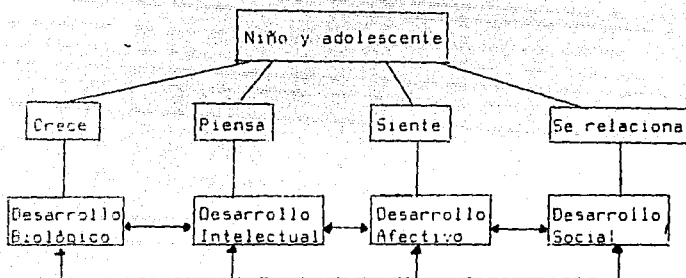 Niño y adolescente
Crece
Piensa
Siente
Se relaciona
Desarrollo
Biológico
Desarrollo
Intelectual
Desarrollo
Afectivo
Desarrollo
Social